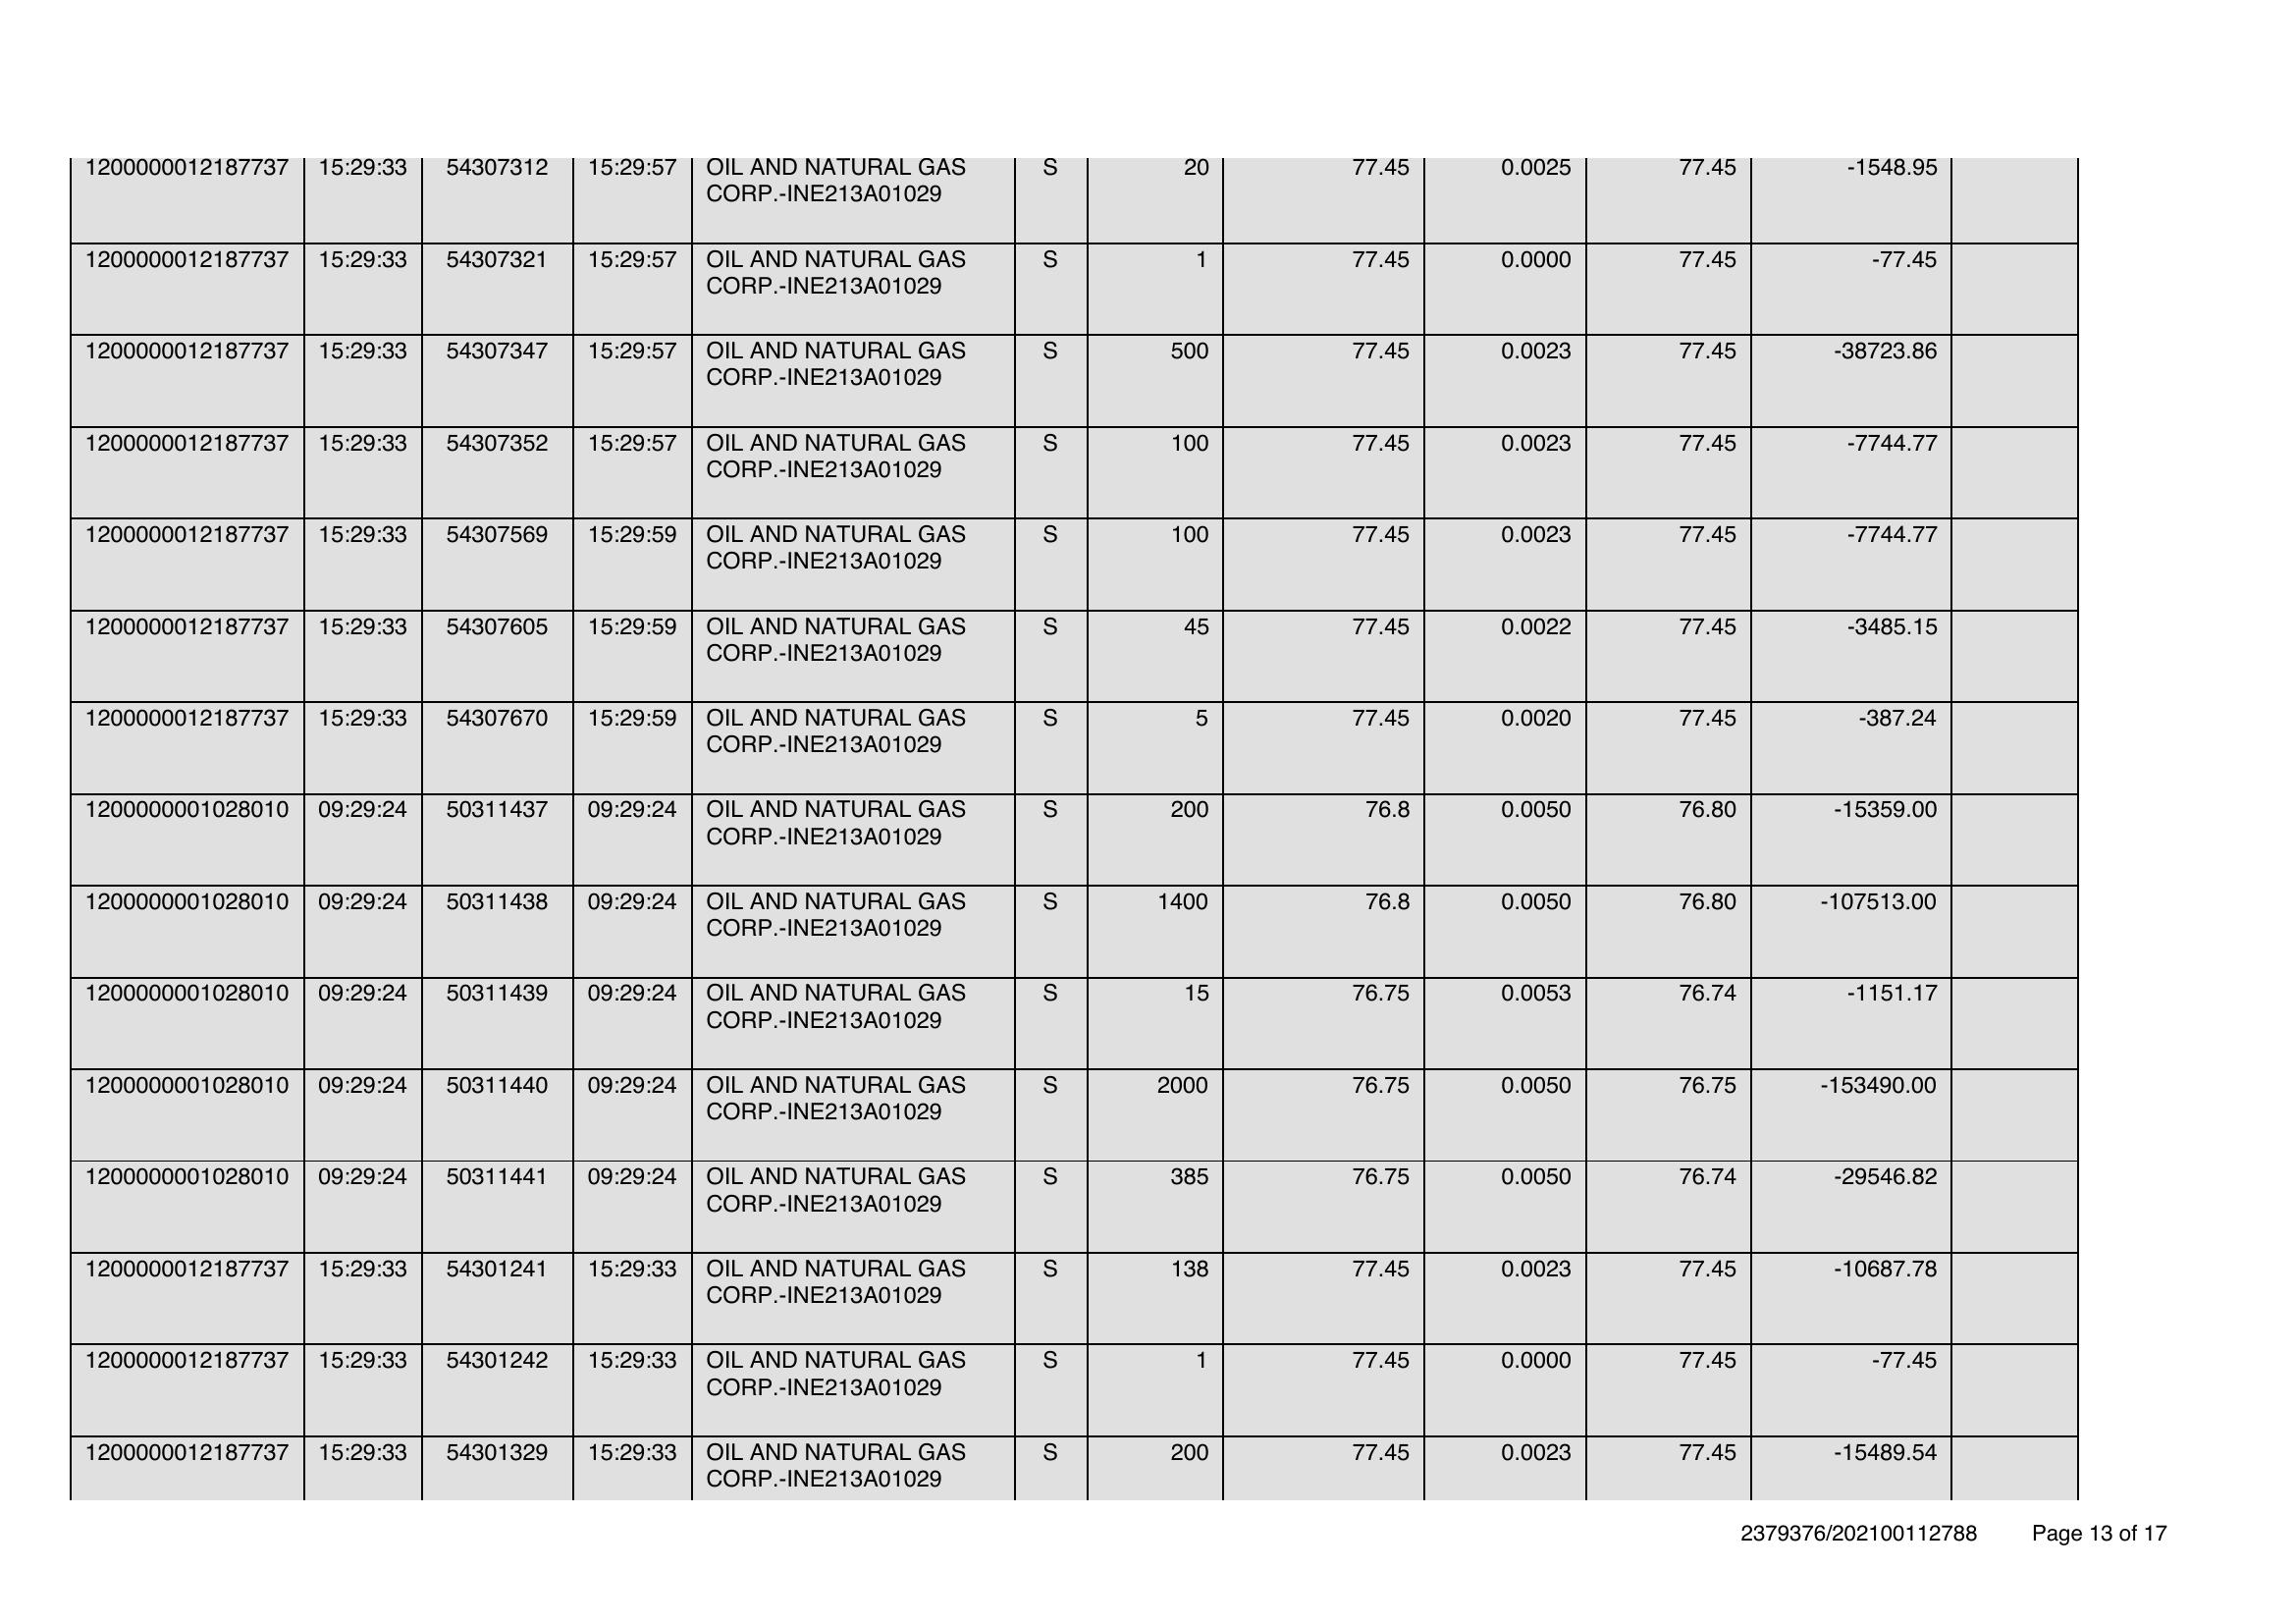 1200000012187737 15:29:33 54307312 15:29:57 OIL AND NATURAL GAS S 20 77.45 0.0025 77.45 -1548.95
CORP.-INE213A01029
1200000012187737 15:29:33 54307321 15:29:57 OIL AND NATURAL GAS S 1 77.45 0.0000 77.45 -77.45
CORP.-INE213A01029
1200000012187737 15:29:33 54307347 15:29:57 OIL AND NATURAL GAS S 500 77.45 0.0023 77.45 -38723.86
CORP.-INE213A01029
1200000012187737 15:29:33 54307352 15:29:57 OIL AND NATURAL GAS S 100 77.45 0.0023 77.45 -7744.77
CORP.-INE213A01029
1200000012187737 15:29:33 54307569 15:29:59 OIL AND NATURAL GAS S 100 77.45 0.0023 77.45 -7744.77
CORP.-INE213A01029
1200000012187737 15:29:33 54307605 15:29:59 OIL AND NATURAL GAS S 45 77.45 0.0022 77.45 -3485.15
CORP.-INE213A01029
1200000012187737 15:29:33 54307670 15:29:59 OIL AND NATURAL GAS S 5 77.45 0.0020 77.45 -387.24
CORP.-INE213A01029
1200000001028010 09:29:24 50311437 09:29:24 OIL AND NATURAL GAS S 200 76.8 0.0050 76.80 -15359.00
CORP.-INE213A01029
1200000001028010 09:29:24 50311438 09:29:24 OIL AND NATURAL GAS S 1400 76.8 0.0050 76.80 -107513.00
CORP.-INE213A01029
1200000001028010 09:29:24 50311439 09:29:24 OIL AND NATURAL GAS S 15 76.75 0.0053 76.74 -1151.17
CORP.-INE213A01029
1200000001028010 09:29:24 50311440 09:29:24 OIL AND NATURAL GAS S 2000 76.75 0.0050 76.75 -153490.00
CORP.-INE213A01029
1200000001028010 09:29:24 50311441 09:29:24 OIL AND NATURAL GAS S 385 76.75 0.0050 76.74 -29546.82
CORP.-INE213A01029
1200000012187737 15:29:33 54301241 15:29:33 OIL AND NATURAL GAS S 138 77.45 0.0023 77.45 -10687.78
CORP.-INE213A01029
1200000012187737 15:29:33 54301242 15:29:33 OIL AND NATURAL GAS S 1 77.45 0.0000 77.45 -77.45
CORP.-INE213A01029
1200000012187737 15:29:33 54301329 15:29:33 OIL AND NATURAL GAS S 200 77.45 0.0023 77.45 -15489.54
CORP.-INE213A01029
2379376/202100112788 Page 13 of 17